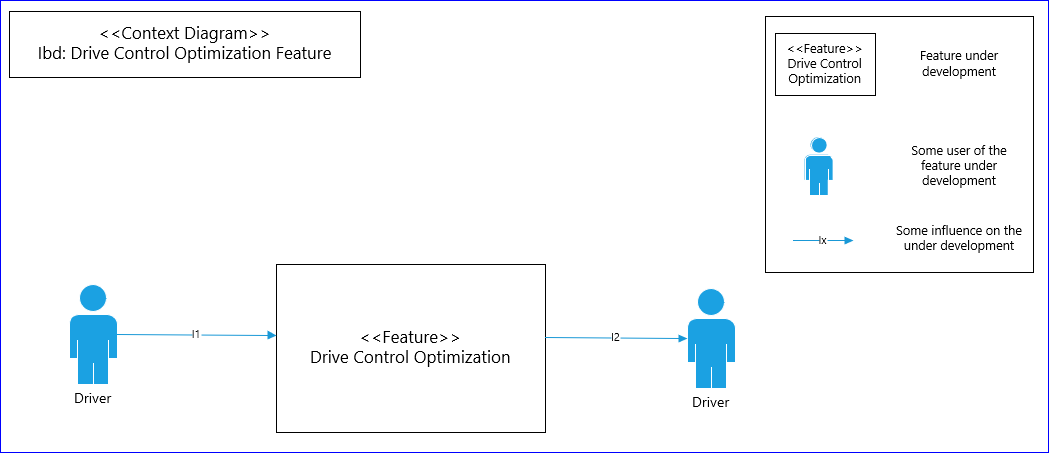 <<Context Diagram>>
Ibd: Drive Control Optimization Feature
<<Feature>>
Drive Control
Optimization
Feature under
development
Some user of the
feature under
development
Ix
Some influence on the
under development
I1
<<Feature>>
Drive Control Optimization
I2
Driver
Driver